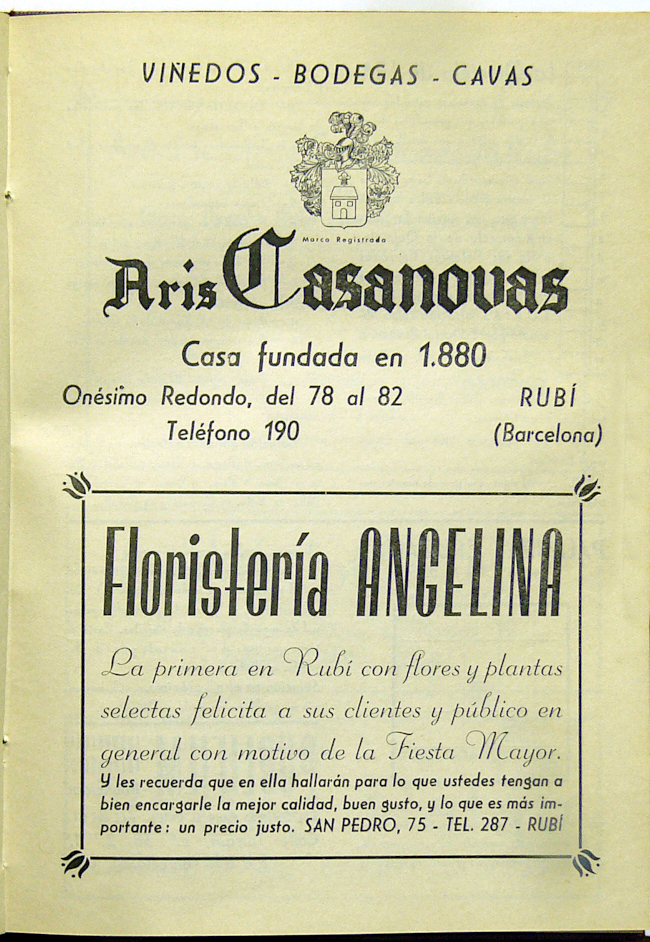 VIÑEDOS - BODEGAS - CAVAS
Marca Registrada
Aris Casanovas
Casa fundada en 1.880
Onésimo Redondo, del 78 al 82 RUBÍ
Teléfono 190 (Barcelona)
Floristería ANGELINA
La primera en Rubí con flores y plantas
selectas felicita a sus clientes y público en
general con motivo de la Fiesta Mayor.
Y les recuerda que en ella hallarán para lo que ustedes tengan a
bien encargarle la mejor calidad, buen gusto, y lo que es más im-
portante: un precio justo. SAN PEDRO, 75 - TEL. 287 - RUBÍ